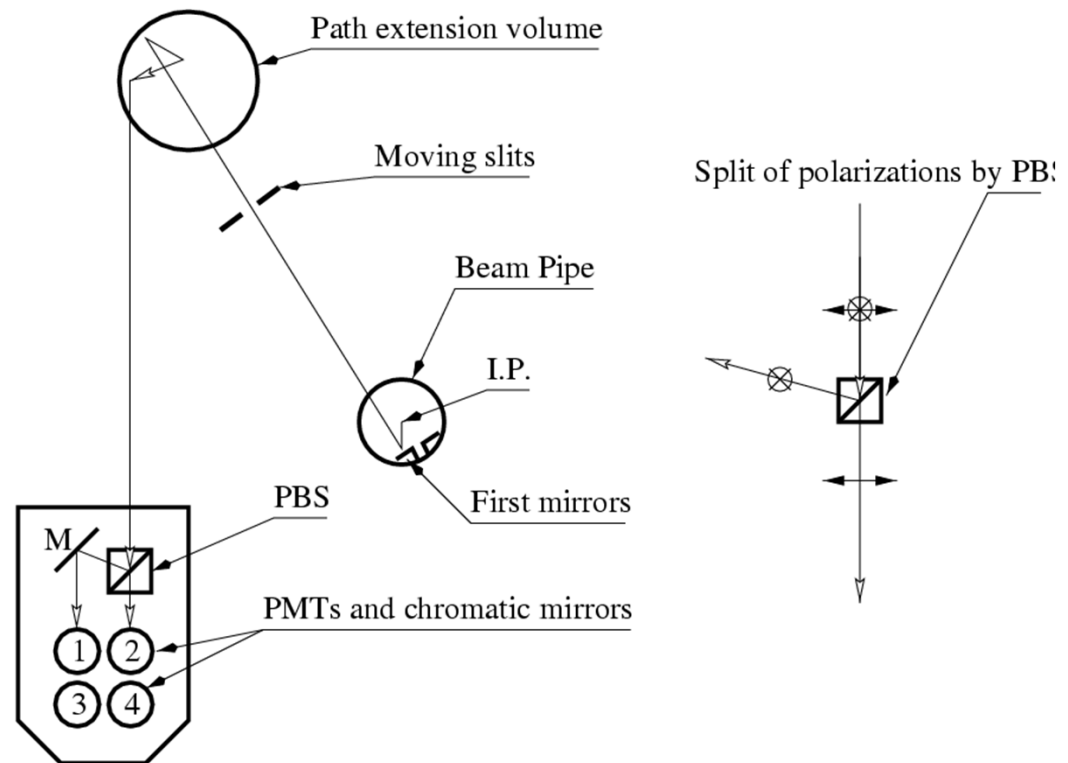 Path extension volume
Moving slits
Split of polarizations by PBS
Beam Pipe
I.P.
First mirrors
PBS
M
PMTs and chromatic mirrors
1 2
3 4